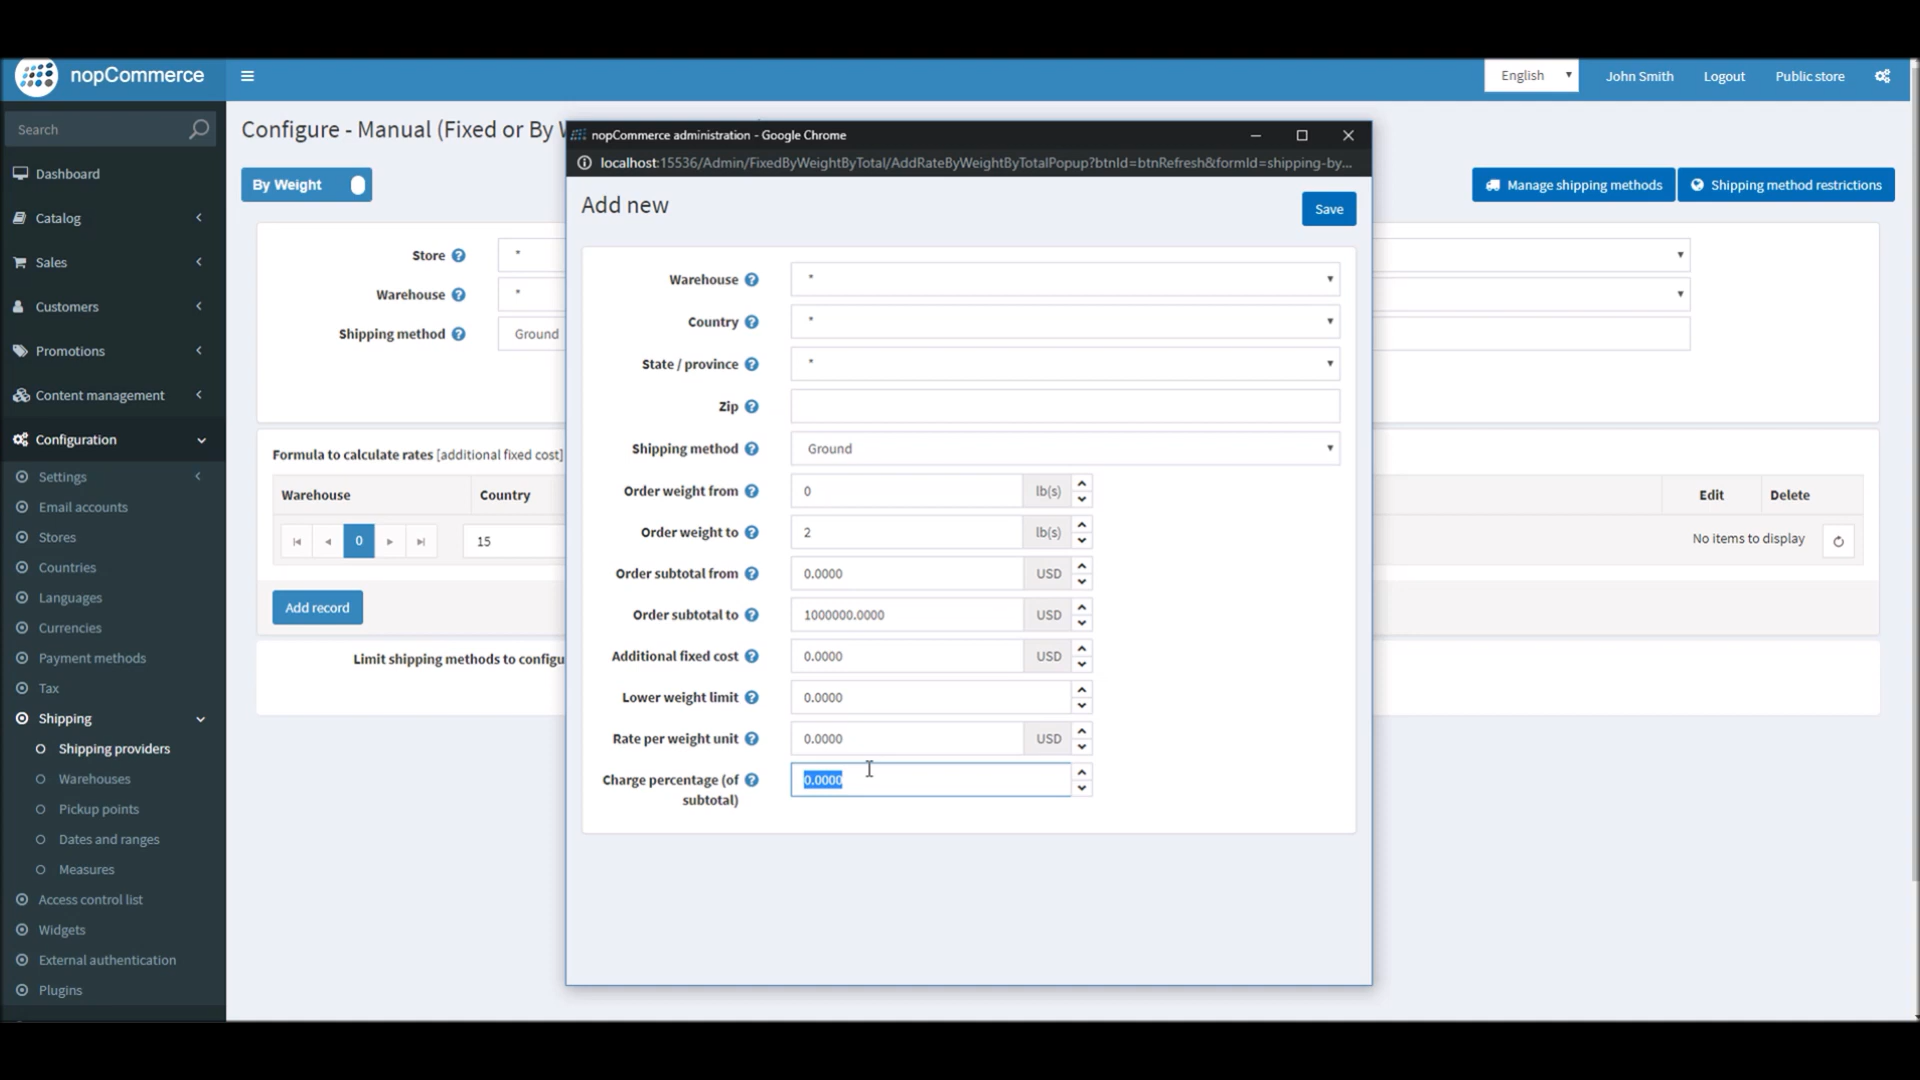 nopCommerce
English
John Smith
Logout
Public store
Search
Configure - Manual (Fixed or By W
By Weight
Manage shipping methods
Shipping method restrictions
Dashboard
Catalog
Sales
Customers
Promotions
Content management
Configuration
Settings
Email accounts
Stores
Countries
Languages
Currencies
Payment methods
Tax
Shipping
Shipping providers
Warehouses
Pickup points
Dates and ranges
Measures
Access control list
Widgets
External authentication
Plugins
Store *
Warehouse *
Shipping method Ground
Formula to calculate rates [additional fixed cost]
Warehouse Country Edit Delete
0 15 No items to display
Add record
Limit shipping methods to configu
nopCommerce administration - Google Chrome
localhost:15536/Admin/FixedByWeightByTotal/AddRateByWeightByTotalPopup?btnId=btnRefresh&formId=shipping-by...
Add new
Save
Warehouse *
Country *
State / province *
Zip
Shipping method Ground
Order weight from 0 lb(s)
Order weight to 2 lb(s)
Order subtotal from 0.0000 USD
Order subtotal to 1000000.0000 USD
Additional fixed cost 0.0000 USD
Lower weight limit 0.0000
Rate per weight unit 0.0000 USD
Charge percentage (of 0.0000
subtotal)